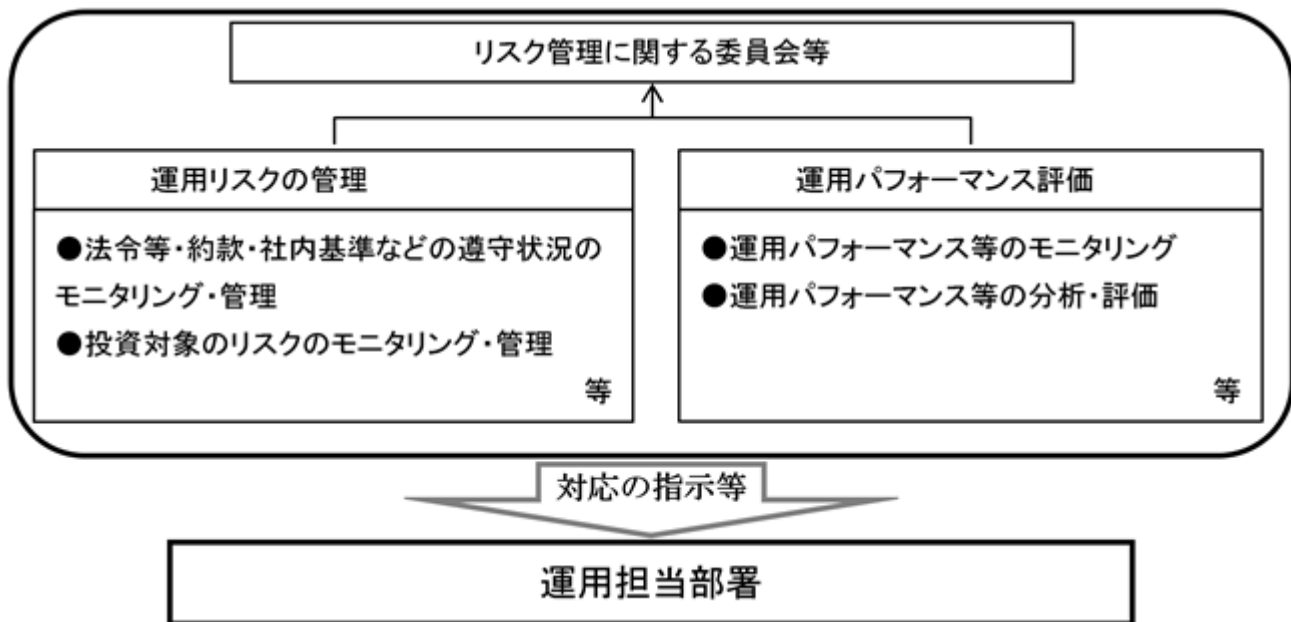 リスク管理に関する委員会等
運用リスクの管理
●法令等・約款・社内基準などの遵守状況の
モニタリング・管理
●投資対象のリスクのモニタリング・管理
等
運用パフォーマンス評価
●運用パフォーマンス等のモニタリング
●運用パフォーマンス等の分析・評価
等
対応の指示等
運用担当部署